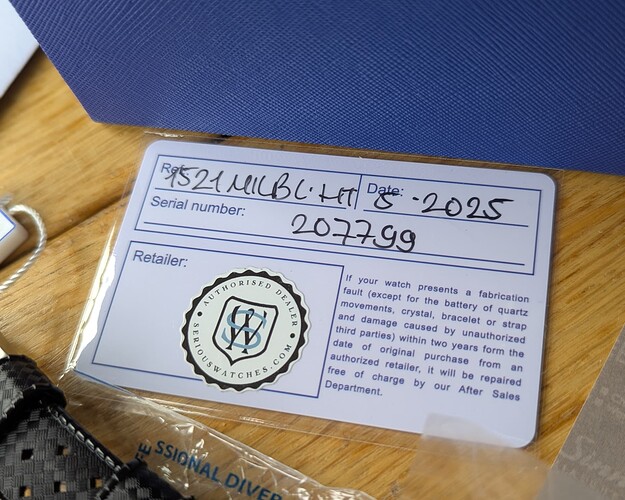 Ref
1521 MILBL·HT
Date:
5 -2025
Serial number:
207799
Retailer:
AUTHORISED DEALER
SERIOUSWATCHES.COM
If your watch presents a fabrication
fault (except for the battery of quartz
movements, crystal, bracelet or strap
and damage caused by unauthorized
third parties) within two years form the
date of original purchase from an
authorized retailer, it will be repaired
free of charge by our After Sales
Department.
SSIONAL DIVER